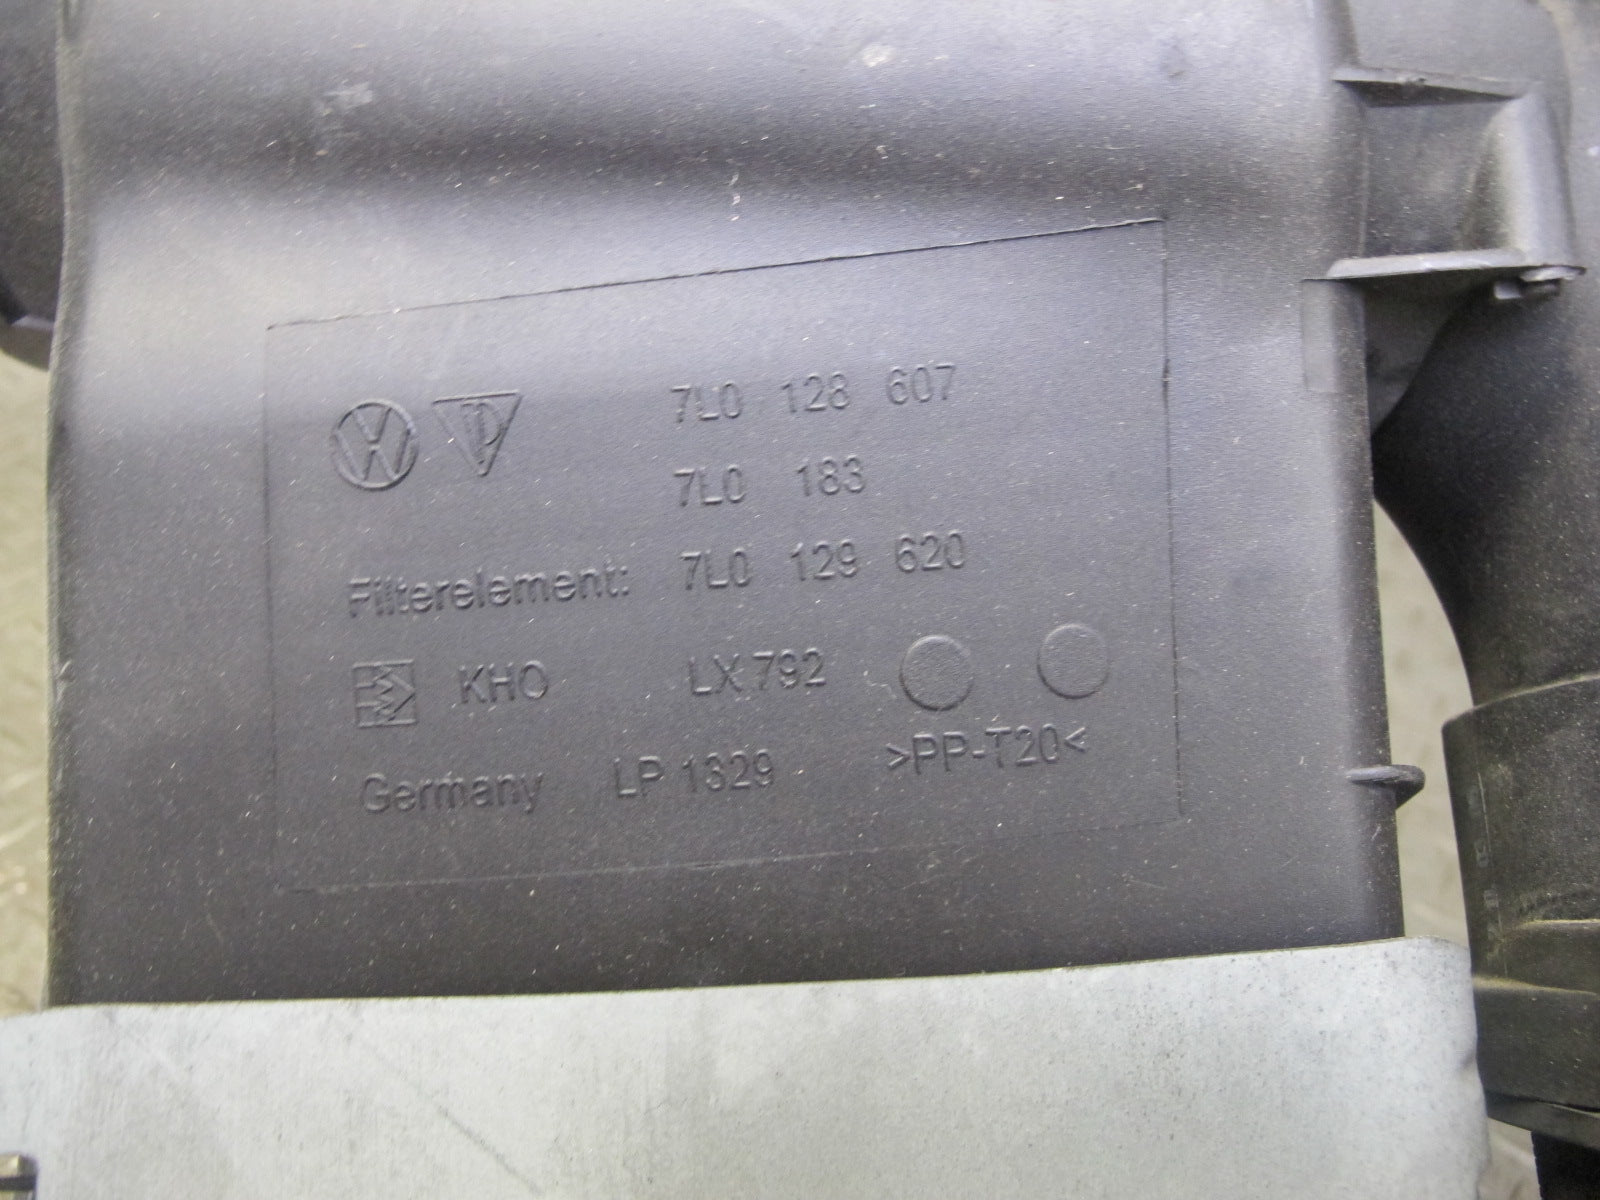 7L0 128 607
7L0 183
Filterelement: 7L0 129 620
KHO LX 792
Germany LP 1329 >PP-T20<